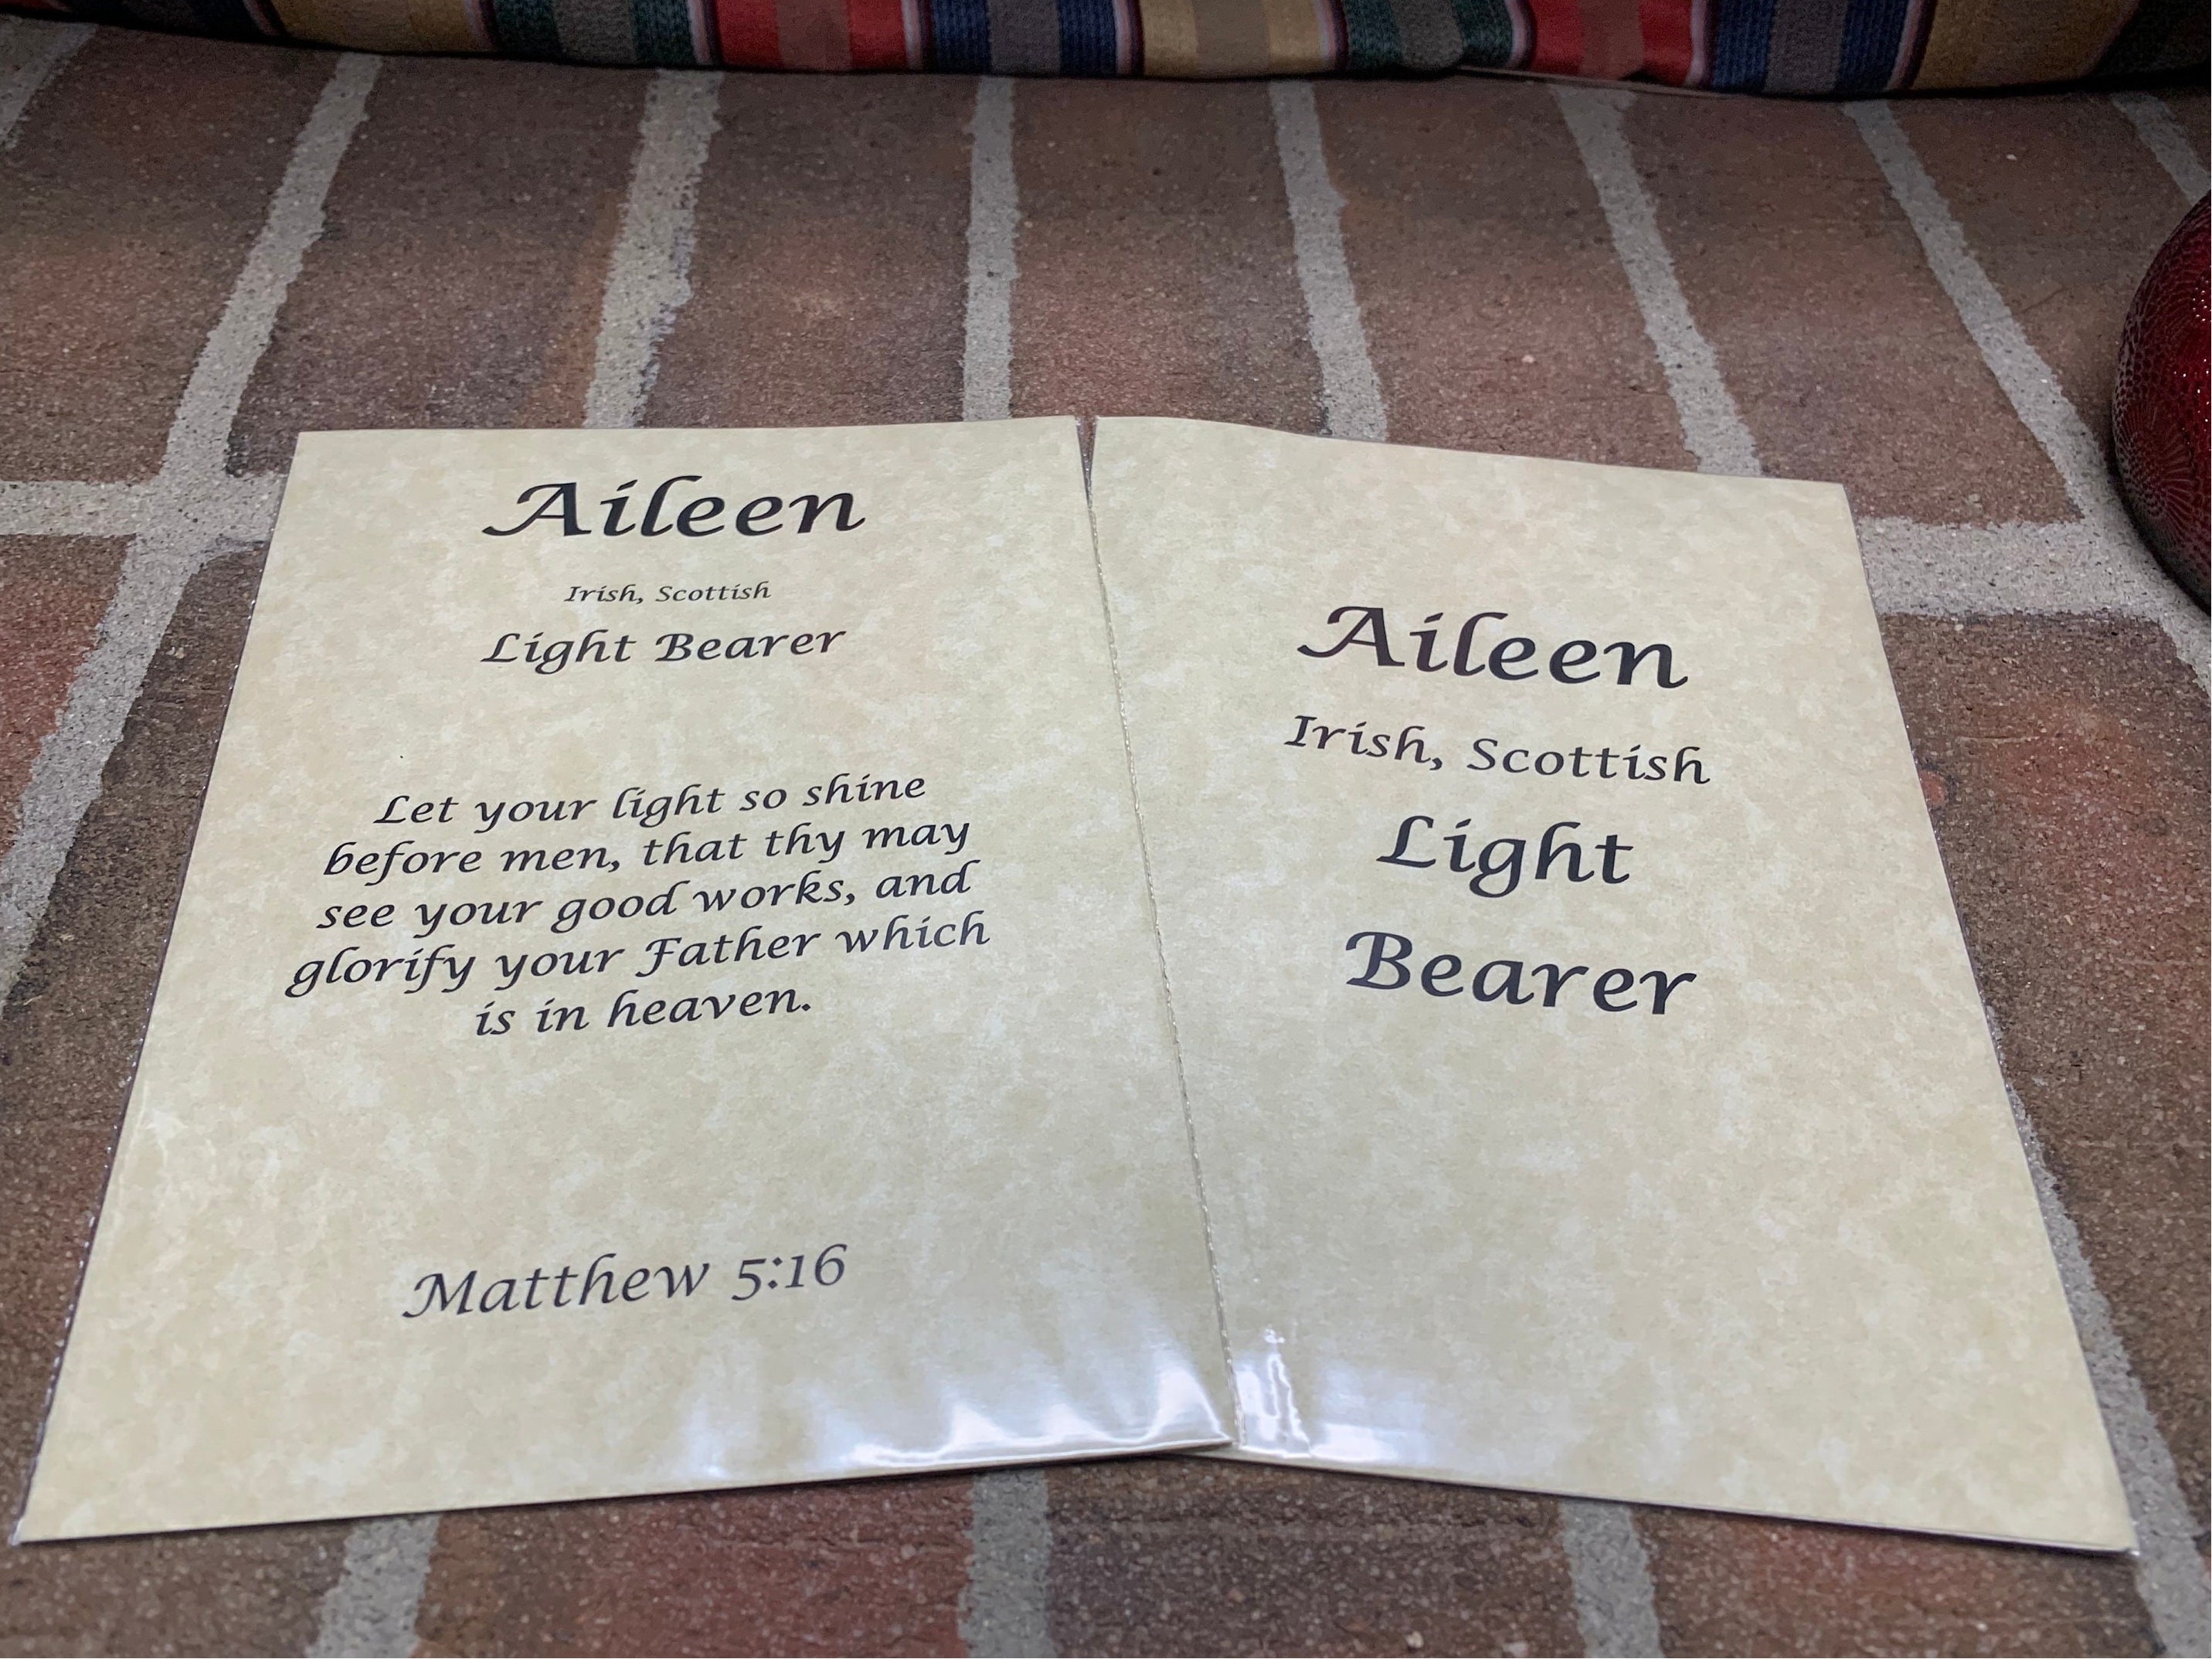 Aileen
Irish, Scottish
Light Bearer
Let your light so shine
before men, that thy may
see your good works, and
glorify your Father which
is in heaven.
Matthew 5:16
Aileen
Irish, Scottish
Light
Bearer